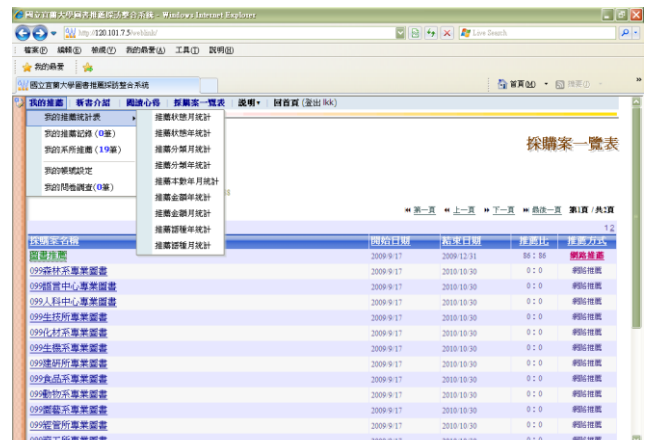 國立宜蘭大學圖書推薦採訪整合系統 - Windows Internet Explorer
http://120.101.7.5/weblink/
Live Search
檔案(F) 編輯(E) 檢視(V) 我的最愛(A) 工具(T) 說明(H)
我的最愛
國立宜蘭大學圖書推薦採訪整合系統
首頁(M)
我的推薦 新書介紹 閱讀心得 採購案一覽表 說明 回首頁 (登出 lkk)
我的推薦統計表
我的推薦記錄 (0筆)
我的系所推薦 (19筆)
我的帳號設定
我的問卷調查(0筆)
推薦狀態月統計
推薦狀態年統計
推薦分類月統計
推薦分類年統計
推薦本數年月統計
推薦金額年統計
推薦金額月統計
推薦語種年統計
推薦語種月統計
採購案一覽表
第一頁 上一頁 下一頁 最後一頁 第1頁 /共2頁
1 2
採購案名稱 開始日期 結束日期 推薦比 推薦方式
圖書推薦 2009/9/17 2009/12/31 86：86 網路推薦
099森林系專業圖書 2009/9/17 2010/10/30 0：0 網路推薦
099語言中心專業圖書 2009/9/17 2010/10/30 0：0 網路推薦
099人科中心專業圖書 2009/9/17 2010/10/30 0：0 網路推薦
099生技所專業圖書 2009/9/17 2010/10/30 0：0 網路推薦
099化材系專業圖書 2009/9/17 2010/10/30 0：0 網路推薦
099生機系專業圖書 2009/9/17 2010/10/30 0：0 網路推薦
099建研所專業圖書 2009/9/17 2010/10/30 0：0 網路推薦
099食品系專業圖書 2009/9/17 2010/10/30 0：0 網路推薦
099動物系專業圖書 2009/9/17 2010/10/30 0：0 網路推薦
099園藝系專業圖書 2009/9/17 2010/10/30 0：0 網路推薦
099經管所專業圖書 2009/9/17 2010/10/30 0：0 網路推薦